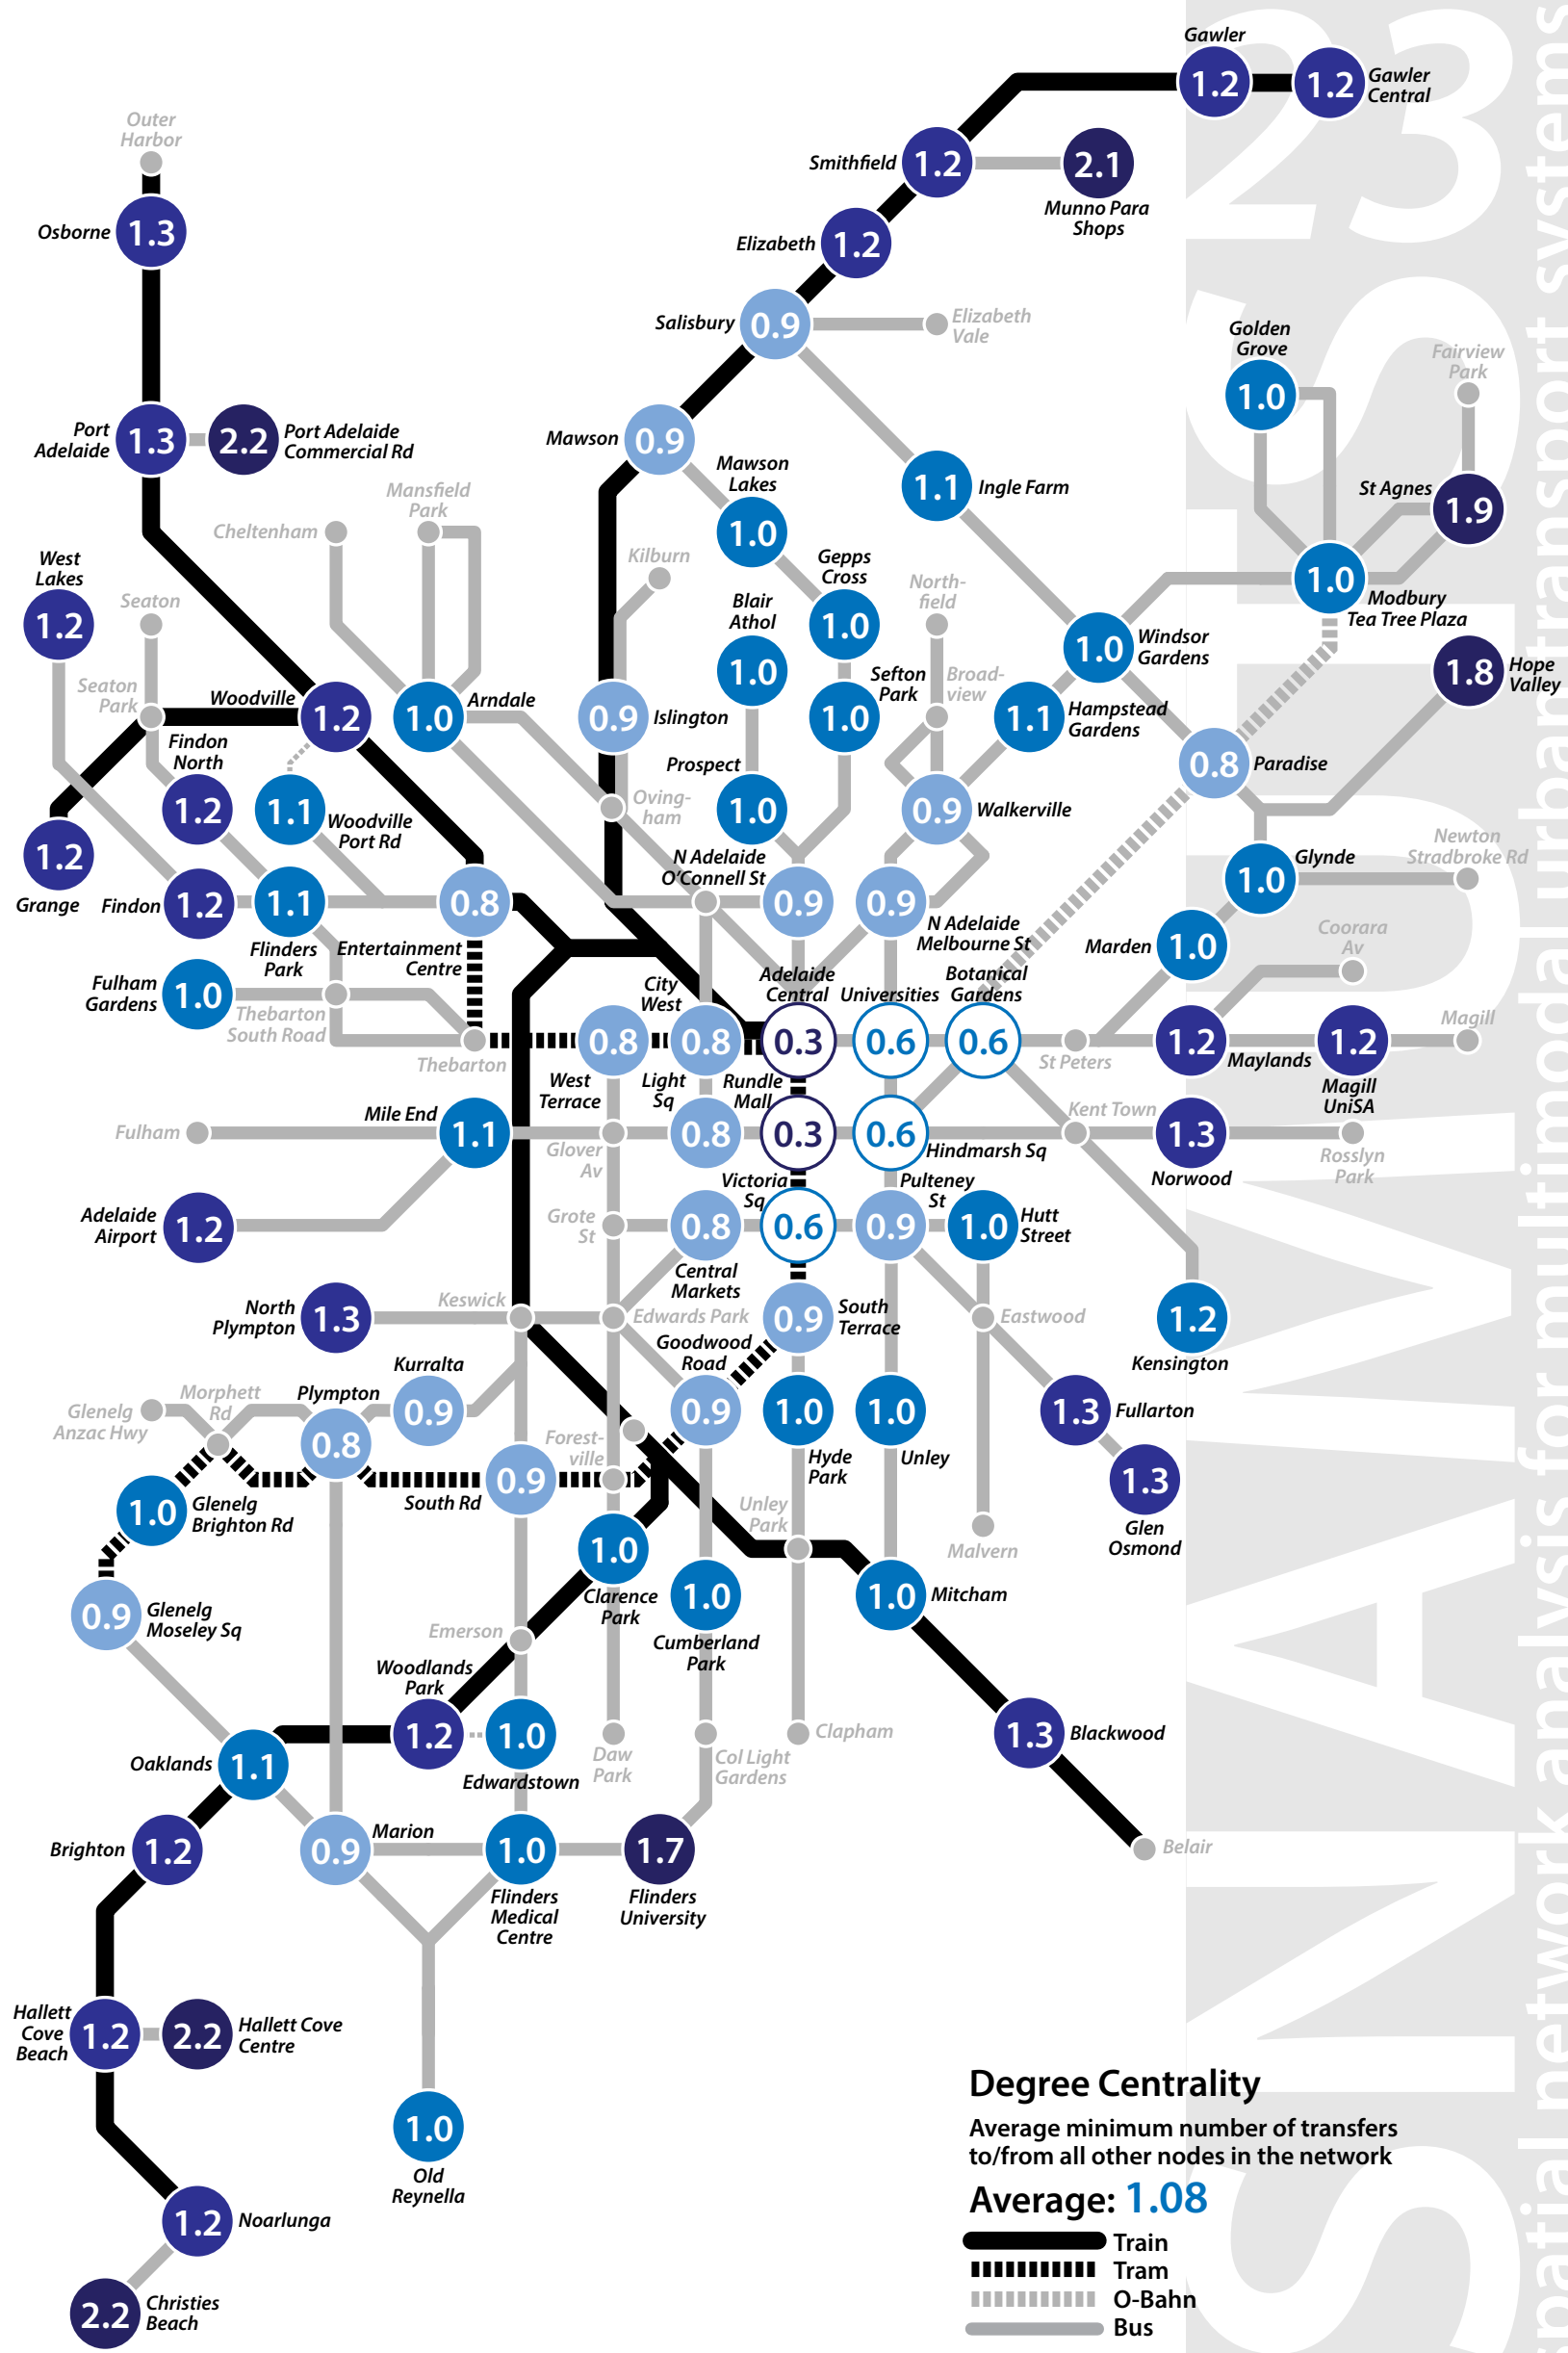 Gawler
1.2
1.2
Gawler
Central
Outer
Harbor
Smithfield
1.2
2.1
Munno Para
Shops
Osborne
1.3
Elizabeth
1.2
Salisbury
0.9
Elizabeth
Vale
Golden
Grove
1.0
Fairview
Park
Port
Adelaide
1.3
2.2
Port Adelaide
Commercial Rd
Mawson
0.9
Mawson
Lakes
1.0
1.1
Ingle Farm
St Agnes
1.9
Mansfield
Park
Cheltenham
West
Lakes
1.2
Seaton
Kilburn
Gepps
Cross
1.0
North-
field
1.0
Modbury
Tea Tree Plaza
Blair
Athol
1.0
1.0
Windsor
Gardens
1.8
Hope
Valley
Seaton
Park
Woodville
1.2
1.0
Arndale
0.9
Islington
Sefton
Park
1.0
Broad-
view
1.1
Hampstead
Gardens
Findon
North
1.2
1.1
Woodville
Port Rd
Oving-
ham
Prospect
1.0
0.9
Walkerville
0.8
Paradise
1.2
Grange
Findon
1.2
1.1
Flinders
Park
0.8
Entertainment
Centre
N Adelaide
O'Connell St
0.9
0.9
N Adelaide
Melbourne St
1.0
Glynde
Newton
Stradbroke Rd
Marden
1.0
Coorara
Av
Fulham
Gardens
1.0
Thebarton
South Road
Thebarton
0.8
West
Terrace
City
West
0.8
Light
Sq
Adelaide
Central
0.3
Rundle
Mall
Universities
0.6
Botanical
Gardens
0.6
St Peters
1.2
Maylands
1.2
Magill
UniSA
Magill
Fulham
Mile End
1.1
Glover
Av
0.8
0.3
0.6
Hindmarsh Sq
Kent Town
1.3
Norwood
Rosslyn
Park
Adelaide
Airport
1.2
Grote
St
0.8
Central
Markets
Victoria
Sq
0.6
Pulteney
St
0.9
1.0
Hutt
Street
North
Plympton
1.3
Keswick
Edwards Park
0.9
South
Terrace
Eastwood
1.2
Kensington
Glenelg
Anzac Hwy
Morphett
Rd
Plympton
0.8
Kurralta
0.9
Goodwood
Road
0.9
1.0
Hyde
Park
1.0
Unley
1.3
Fullarton
Forest-
ville
South Rd
0.9
1.3
Glen
Osmond
1.0
Glenelg
Brighton Rd
Unley
Park
Malvern
1.0
Clarence
Park
0.9
Glenelg
Moseley Sq
1.0
Cumberland
Park
1.0
Mitcham
Emerson
Woodlands
Park
1.2
1.0
Edwardstown
Daw
Park
Col Light
Gardens
Clapham
1.3
Blackwood
Oaklands
1.1
Brighton
1.2
0.9
Marion
1.0
Flinders
Medical
Centre
1.7
Flinders
University
Belair
Hallett
Cove
Beach
1.2
2.2
Hallett Cove
Centre
1.0
Old
Reynella
1.2
Noarlunga
2.2
Christies
Beach
Degree Centrality
Average minimum number of transfers
to/from all other nodes in the network
Average: 1.08
Train
Tram
O-Bahn
Bus
SNAMUTS 23
spatial network analysis for multimodal urban transport systems